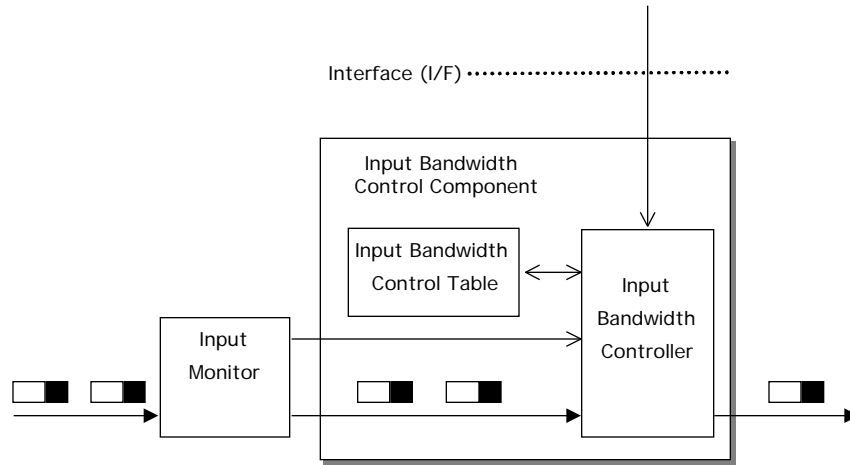 Interface (I/F)
Input Bandwidth
Control Component
Input Bandwidth
Control Table
Input
Bandwidth
Controller
Input
Monitor